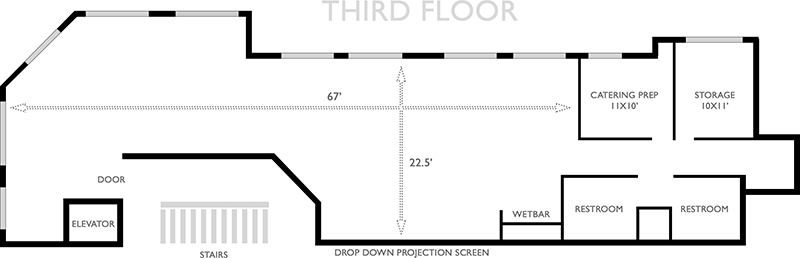 THIRD FLOOR
67'
CATERING PREP
11X10'
STORAGE
10X11'
22.5'
DOOR
ELEVATOR
STAIRS
WETBAR
RESTROOM
RESTROOM
DROP DOWN PROJECTION SCREEN